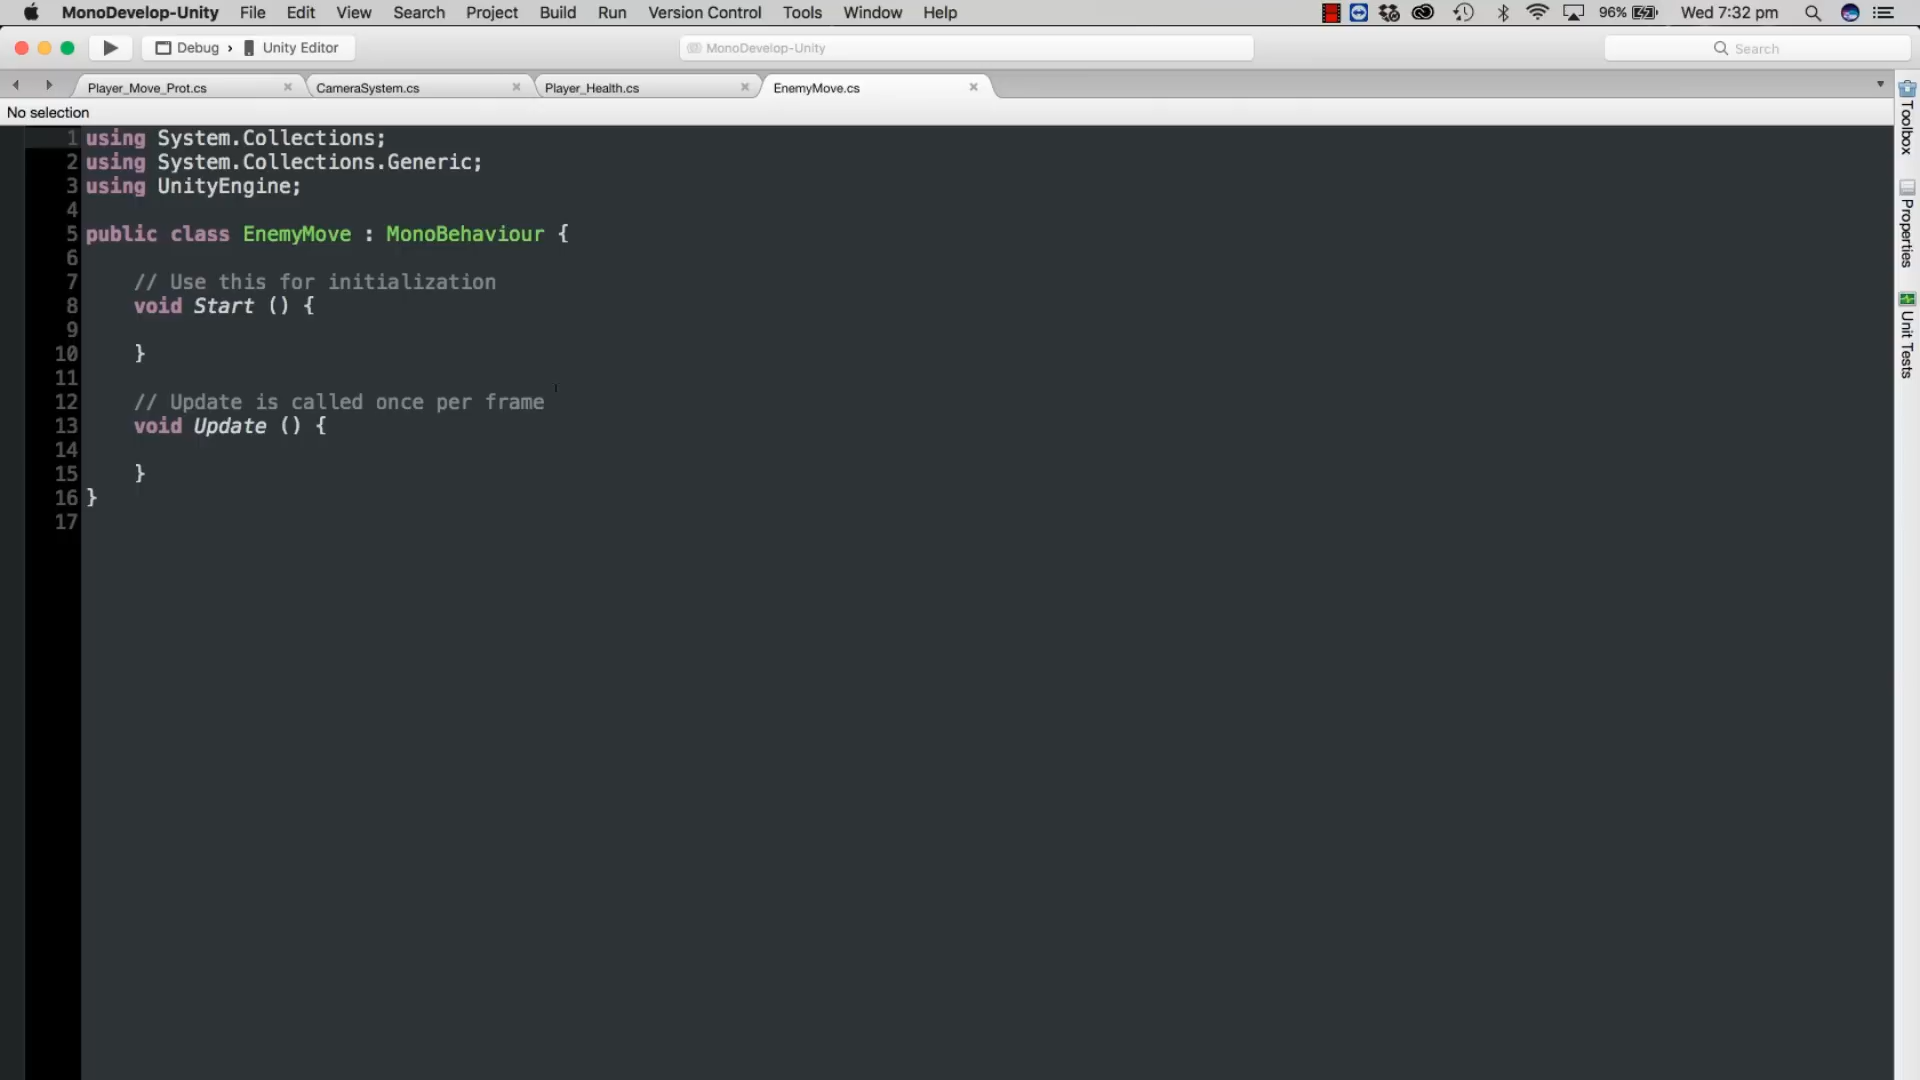 MonoDevelop-Unity File Edit View Search Project Build Run Version Control Tools Window Help 96% Wed 7:32 pm
Debug › Unity Editor MonoDevelop-Unity Search
Player_Move_Prot.cs CameraSystem.cs Player_Health.cs EnemyMove.cs
No selection
1 using System.Collections;
2 using System.Collections.Generic;
3 using UnityEngine;
4
5 public class EnemyMove : MonoBehaviour {
6
7 // Use this for initialization
8 void Start () {
9
10 }
11
12 // Update is called once per frame
13 void Update () {
14
15 }
16 }
17
Toolbox
Properties
Unit Tests